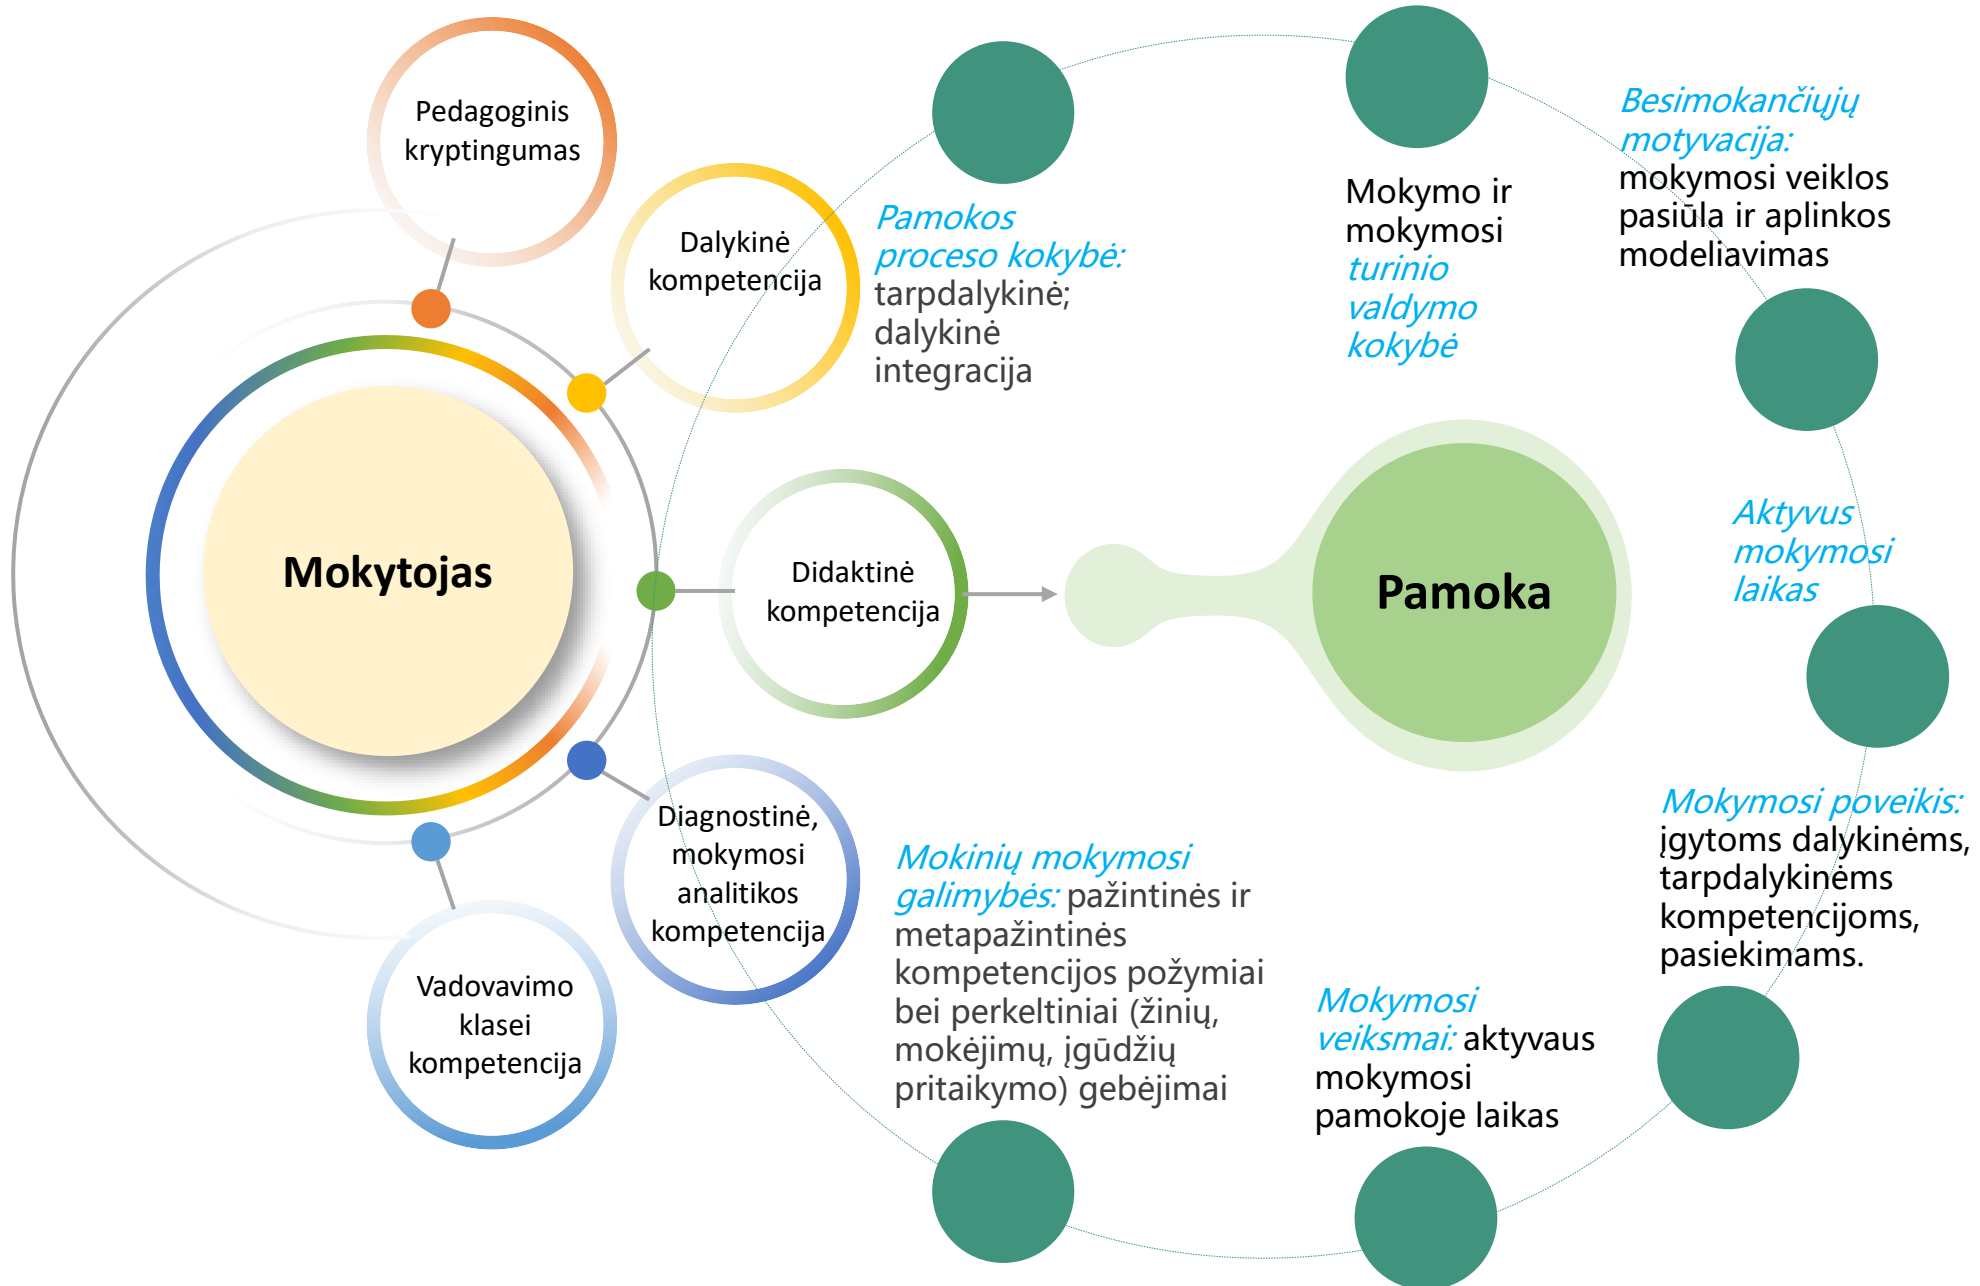 Pedagoginis
kryptingumas
Dalykinė
kompetencija
Mokytojas
Didaktinė
kompetencija
Diagnostinė,
mokymosi
analitikos
kompetencija
Vadovavimo
klasei
kompetencija
Pamoka
Pamokos
proceso kokybė:
tarpdalykinė;
dalykinė
integracija
Mokymo ir
mokymosi
turinio
valdymo
kokybė
Besimokančiųjų
motyvacija:
mokymosi veiklos
pasiūla ir aplinkos
modeliavimas
Aktyvus
mokymosi
laikas
Mokymosi poveikis:
įgytoms dalykinėms,
tarpdalykinėms
kompetencijoms,
pasiekimams.
Mokymosi
veiksmai: aktyvaus
mokymosi
pamokoje laikas
Mokinių mokymosi
galimybės: pažintinės ir
metapažintinės
kompetencijos požymiai
bei perkeltiniai (žinių,
mokėjimų, įgūdžių
pritaikymo) gebėjimai